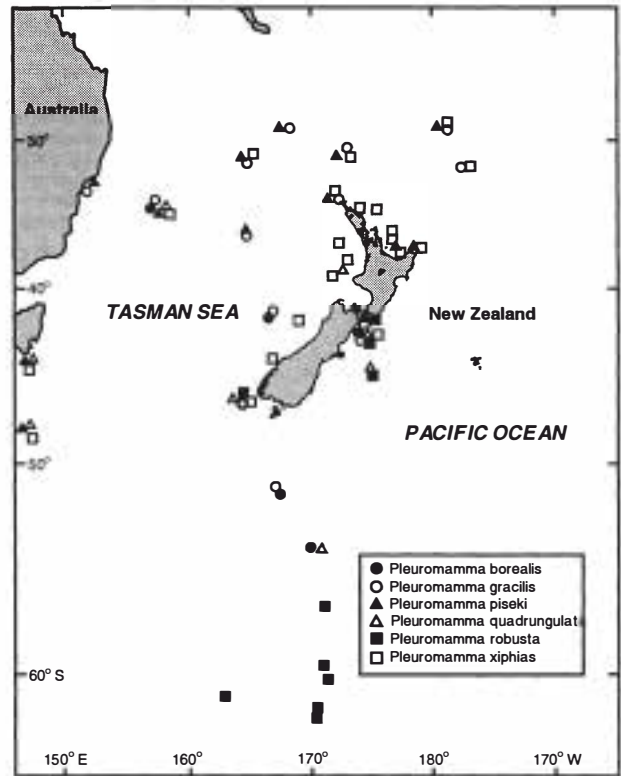 Australia
30°
40°
TASMAN SEA
New Zealand
PACIFIC OCEAN
50°
Pleuromamma borealis
Pleuromamma gracilis
Pleuromamma piseki
Pleuromamma quadrungulat
Pleuromamma robusta
Pleuromamma xiphias
60° S
150° E 160° 170° 180° 170° W